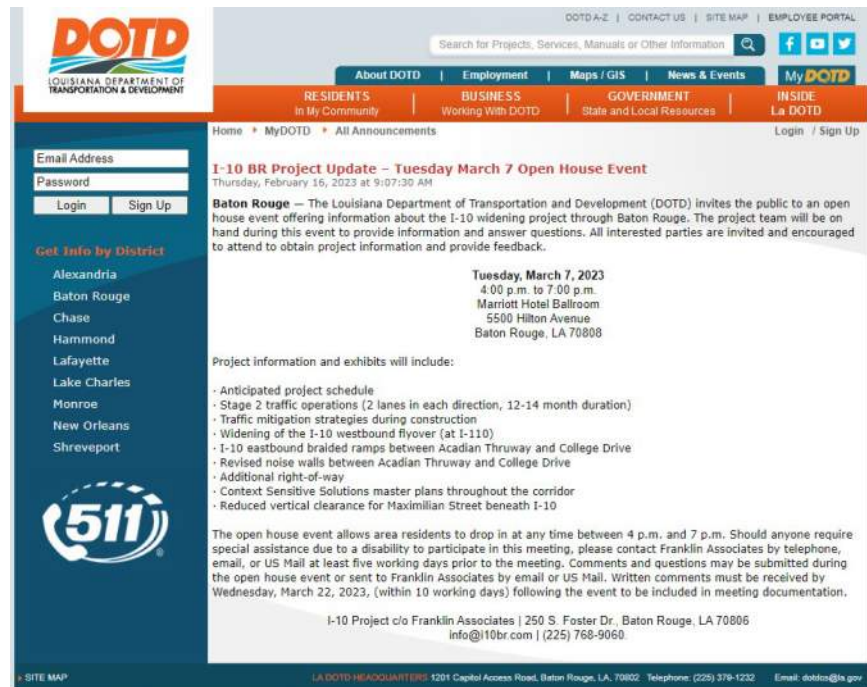 DOTD A-Z | CONTACT US | SITE MAP | EMPLOYEE PORTAL
DOTD
LOUISIANA DEPARTMENT OF
TRANSPORTATION & DEVELOPMENT
Search for Projects, Services, Manuals or Other Information
About DOTD | Employment | Maps / GIS | News & Events
My DOTD
RESIDENTS
In My Community
BUSINESS
Working With DOTD
GOVERNMENT
State and Local Resources
INSIDE
La DOTD
Home MyDOTD All Announcements
Login / Sign Up
Email Address
Password
Login Sign Up
Get Info by District
Alexandria
Baton Rouge
Chase
Hammond
Lafayette
Lake Charles
Monroe
New Orleans
Shreveport
511
I-10 BR Project Update – Tuesday March 7 Open House Event
Thursday, February 16, 2023 at 9:07:30 AM
Baton Rouge — The Louisiana Department of Transportation and Development (DOTD) invites the public to an open
house event offering information about the I-10 widening project through Baton Rouge. The project team will be on
hand during this event to provide information and answer questions. All interested parties are invited and encouraged
to attend to obtain project information and provide feedback.
Tuesday, March 7, 2023
4:00 p.m. to 7:00 p.m.
Marriott Hotel Ballroom
5500 Hilton Avenue
Baton Rouge, LA 70808
Project information and exhibits will include:
· Anticipated project schedule
· Stage 2 traffic operations (2 lanes in each direction, 12-14 month duration)
· Traffic mitigation strategies during construction
· Widening of the I-10 westbound flyover (at I-110)
· I-10 eastbound braided ramps between Acadian Thruway and College Drive
· Revised noise walls between Acadian Thruway and College Drive
· Additional right-of-way
· Context Sensitive Solutions master plans throughout the corridor
· Reduced vertical clearance for Maximilian Street beneath I-10
The open house event allows area residents to drop in at any time between 4 p.m. and 7 p.m. Should anyone require
special assistance due to a disability to participate in this meeting, please contact Franklin Associates by telephone,
email, or US Mail at least five working days prior to the meeting. Comments and questions may be submitted during
the open house event or sent to Franklin Associates by email or US Mail. Written comments must be received by
Wednesday, March 22, 2023, (within 10 working days) following the event to be included in meeting documentation.
I-10 Project c/o Franklin Associates | 250 S. Foster Dr., Baton Rouge, LA 70806
info@i10br.com | (225) 768-9060.
SITE MAP
LA DOTD HEADQUARTERS 1201 Capitol Access Road, Baton Rouge, LA, 70802 Telephone: (225) 379-1232 Email: dotdcs@la.gov